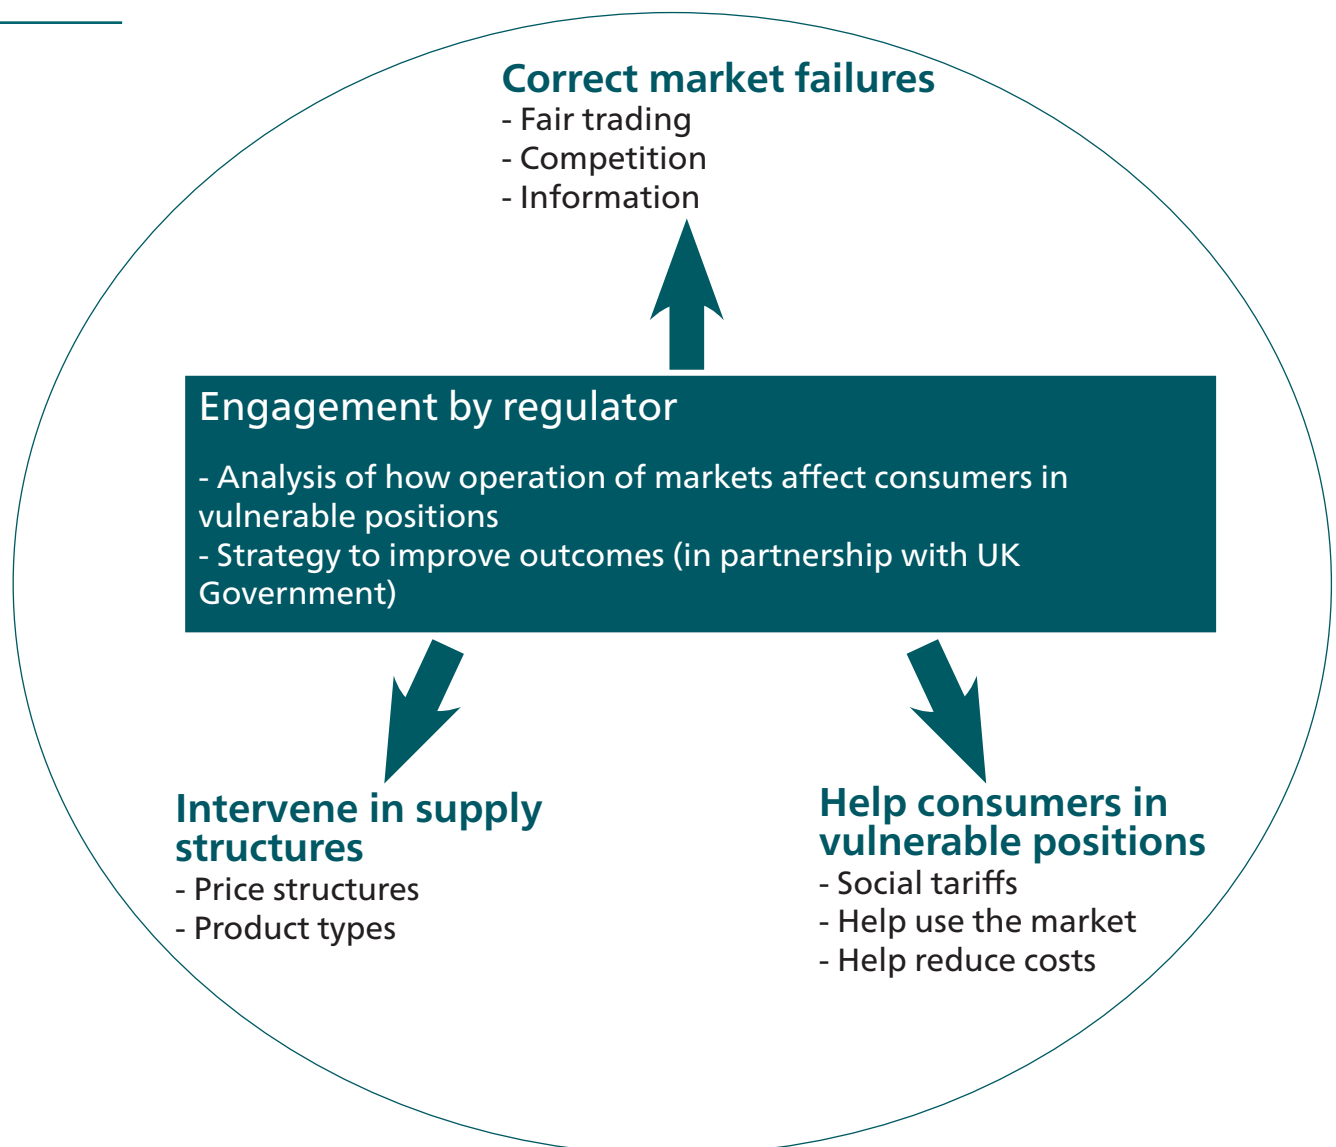 Correct market failures
- Fair trading
- Competition
- Information
Engagement by regulator
- Analysis of how operation of markets affect consumers in
vulnerable positions
- Strategy to improve outcomes (in partnership with UK
Government)
Intervene in supply
structures
- Price structures
- Product types
Help consumers in
vulnerable positions
- Social tariffs
- Help use the market
- Help reduce costs